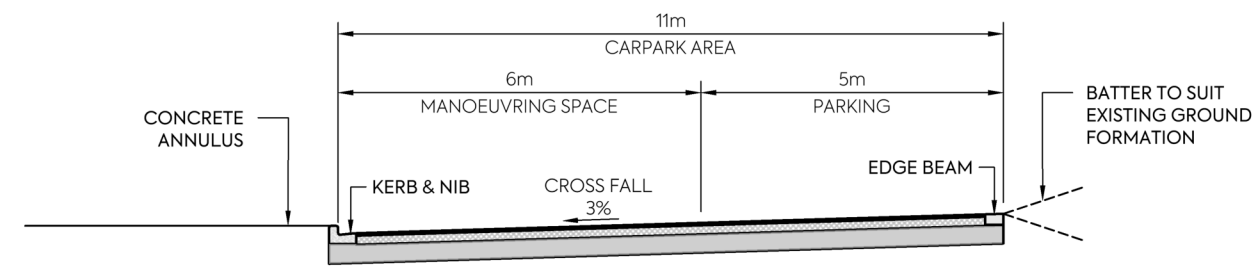 11m
CARPARK AREA
6m
5m
MANOEUVRING SPACE
PARKING
CONCRETE
ANNULUS
BATTER TO SUIT
EXISTING GROUND
FORMATION
KERB & NIB
CROSS FALL
3%
EDGE BEAM